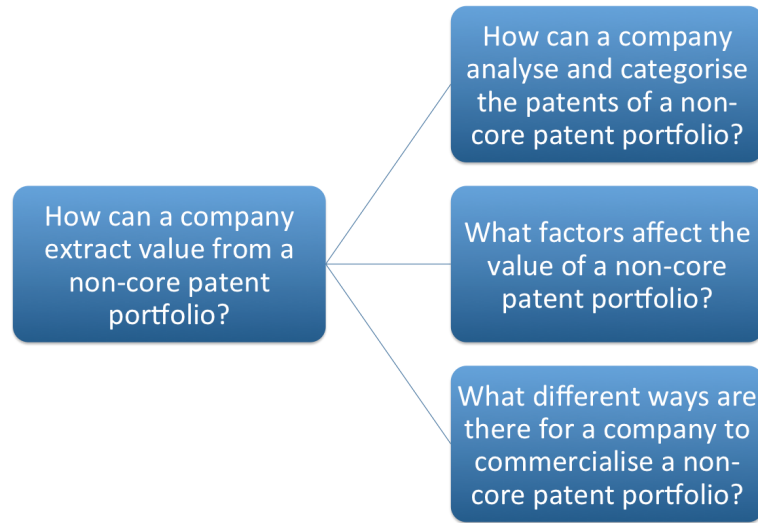 How can a company
extract value from a
non-core patent
portfolio?
How can a company
analyse and categorise
the patents of a non-
core patent portfolio?
What factors affect the
value of a non-core
patent portfolio?
What different ways are
there for a company to
commercialise a non-
core patent portfolio?